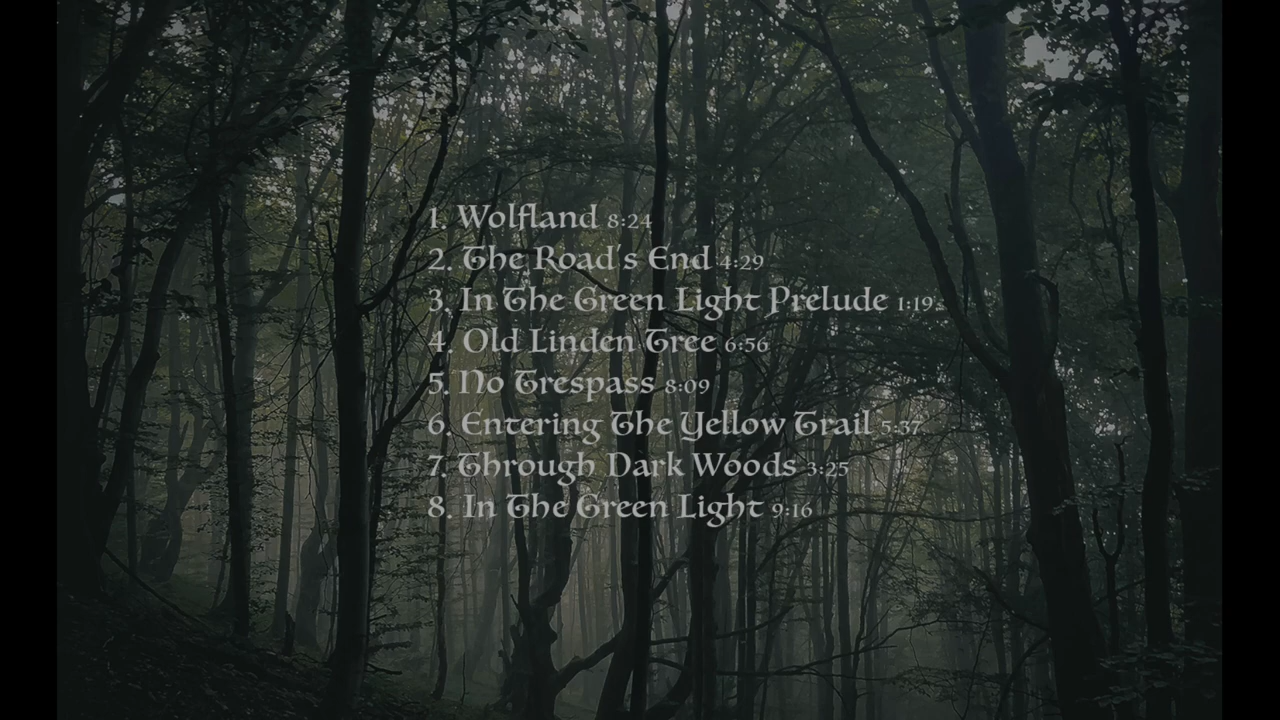 1. Wolfland 8:24
2. The Road's End 4:29
3. In The Green Light Prelude 1:19
4. Old Linden Tree 6:56
5. No Trespass 8:09
6. Entering The Yellow Trail 5:37
7. Through Dark Woods 3:25
8. In The Green Light 9:16